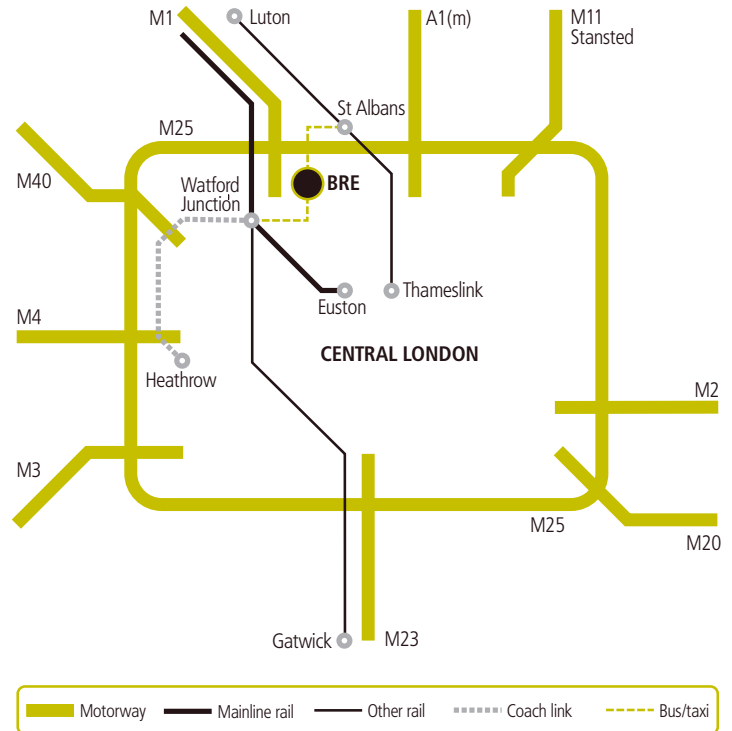 M1
Luton
A1(m)
M11
Stansted
St Albans
M25
M40
Watford
Junction
BRE
Euston
Thameslink
M4
CENTRAL LONDON
Heathrow
M2
M3
M25
M20
Gatwick
M23
Motorway
Mainline rail
Other rail
Coach link
Bus/taxi